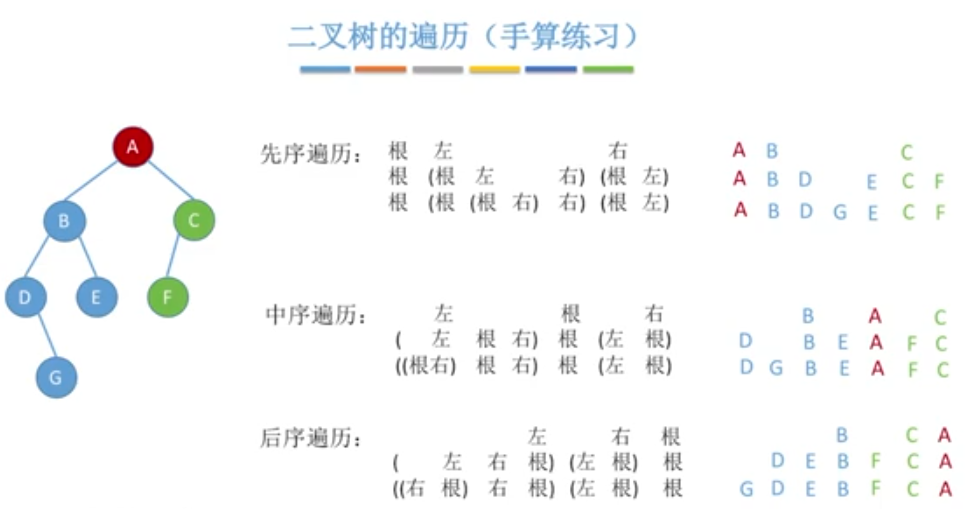 二叉树的遍历（手算练习）
A
B C
D E F
G
先序遍历： 根 左 右 A B C
根 (根 左 右) (根 左) A B D E C F
根 (根 (根 右) 右) (根 左) A B D G E C F
中序遍历： 左 根 右 B A C
( 左 根 右) 根 (左 根) D B E A F C
((根右) 根 右) 根 (左 根) D G B E A F C
后序遍历： 左 右 根 B C A
( 左 右 根) (左 根) 根 D E B F C A
((右 根) 右 根) (左 根) 根 G D E B F C A